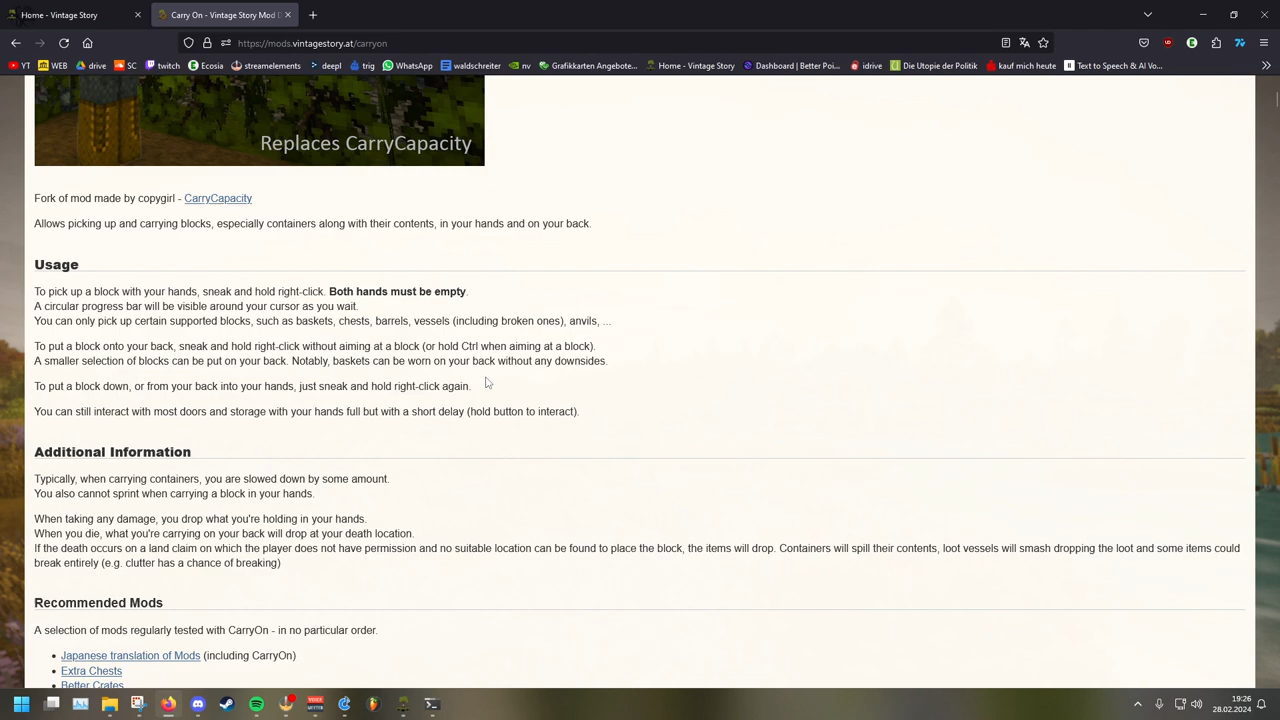 Home - Vintage Story
Carry On - Vintage Story Mod D
https://mods.vintagestory.at/carryon
YT WEB drive SC twitch Ecosia streamelements deepl trig WhatsApp waldschreiter nv Grafikkarten Angebote... Home - Vintage Story Dashboard | Better Poi... idrive Die Utopie der Politik kauf mich heute Text to Speech & AI Vo...
Replaces CarryCapacity
Fork of mod made by copygirl - CarryCapacity
Allows picking up and carrying blocks, especially containers along with their contents, in your hands and on your back.
Usage
To pick up a block with your hands, sneak and hold right-click. Both hands must be empty.
A circular progress bar will be visible around your cursor as you wait.
You can only pick up certain supported blocks, such as baskets, chests, barrels, vessels (including broken ones), anvils, ...
To put a block onto your back, sneak and hold right-click without aiming at a block (or hold Ctrl when aiming at a block).
A smaller selection of blocks can be put on your back. Notably, baskets can be worn on your back without any downsides.
To put a block down, or from your back into your hands, just sneak and hold right-click again.
You can still interact with most doors and storage with your hands full but with a short delay (hold button to interact).
Additional Information
Typically, when carrying containers, you are slowed down by some amount.
You also cannot sprint when carrying a block in your hands.
When taking any damage, you drop what you're holding in your hands.
When you die, what you're carrying on your back will drop at your death location.
If the death occurs on a land claim on which the player does not have permission and no suitable location can be found to place the block, the items will drop. Containers will spill their contents, loot vessels will smash dropping the loot and some items could
break entirely (e.g. clutter has a chance of breaking)
Recommended Mods
A selection of mods regularly tested with CarryOn - in no particular order.
Japanese translation of Mods (including CarryOn)
Extra Chests
Better Crates
19:26
28.02.2024